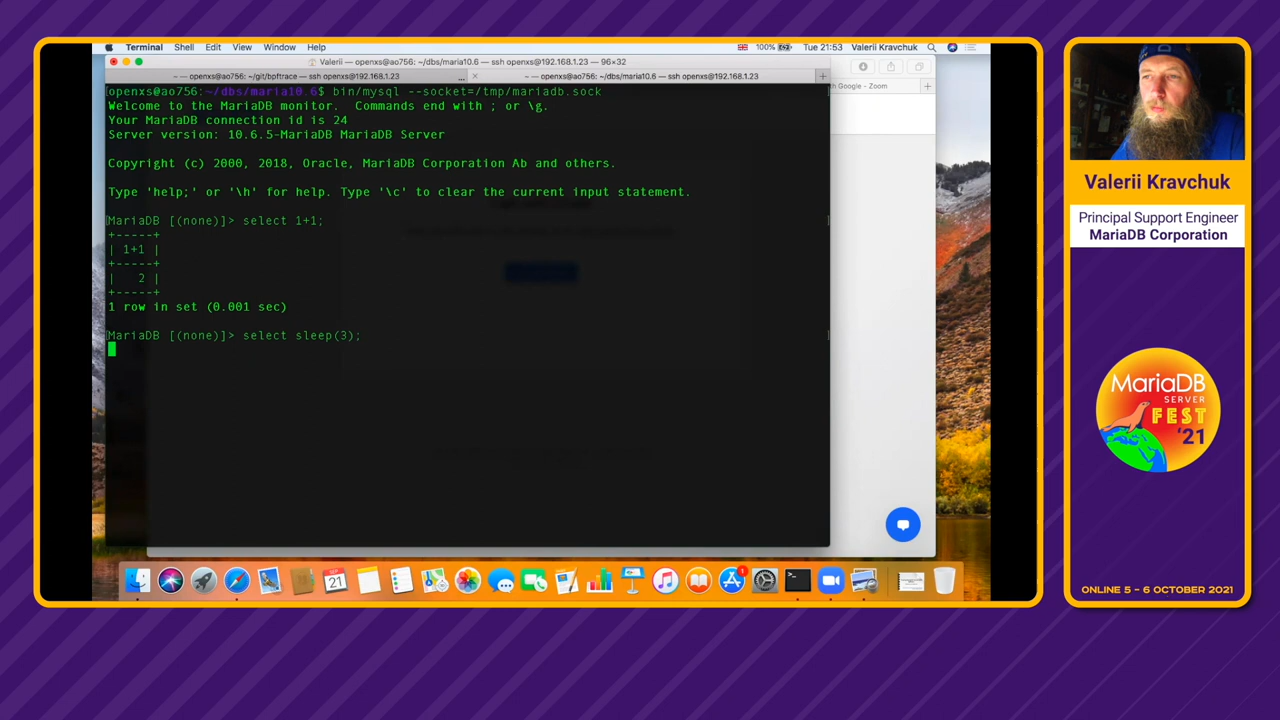 Terminal Shell Edit View Window Help
100% Tue 21:53 Valerii Kravchuk
Valerii — openxs@ao756: ~/dbs/maria10.6 — ssh openxs@192.168.1.23 — 96×32
~ — openxs@ao756: ~/git/bpftrace — ssh openxs@192.168.1.23 ...
~ — openxs@ao756: ~/dbs/maria10.6 — ssh openxs@192.168.1.23
openxs@ao756:~/dbs/maria10.6$ bin/mysql --socket=/tmp/mariadb.sock
Welcome to the MariaDB monitor.  Commands end with ; or \g.
Your MariaDB connection id is 24
Server version: 10.6.5-MariaDB MariaDB Server
Copyright (c) 2000, 2018, Oracle, MariaDB Corporation Ab and others.
Type 'help;' or '\h' for help. Type '\c' to clear the current input statement.
MariaDB [(none)]> select 1+1;
+-----+
| 1+1 |
+-----+
|   2 |
+-----+
1 row in set (0.001 sec)
MariaDB [(none)]> select sleep(3);
th Google - Zoom
SEP
21
1
Valerii Kravchuk
Principal Support Engineer
MariaDB Corporation
MariaDB
SERVER
FEST
'21
ONLINE 5 - 6 OCTOBER 2021